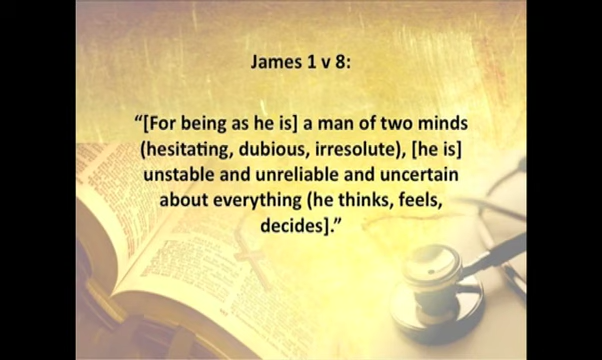 James 1 v 8:
“[For being as he is] a man of two minds
(hesitating, dubious, irresolute), [he is]
unstable and unreliable and uncertain
about everything (he thinks, feels,
decides].”